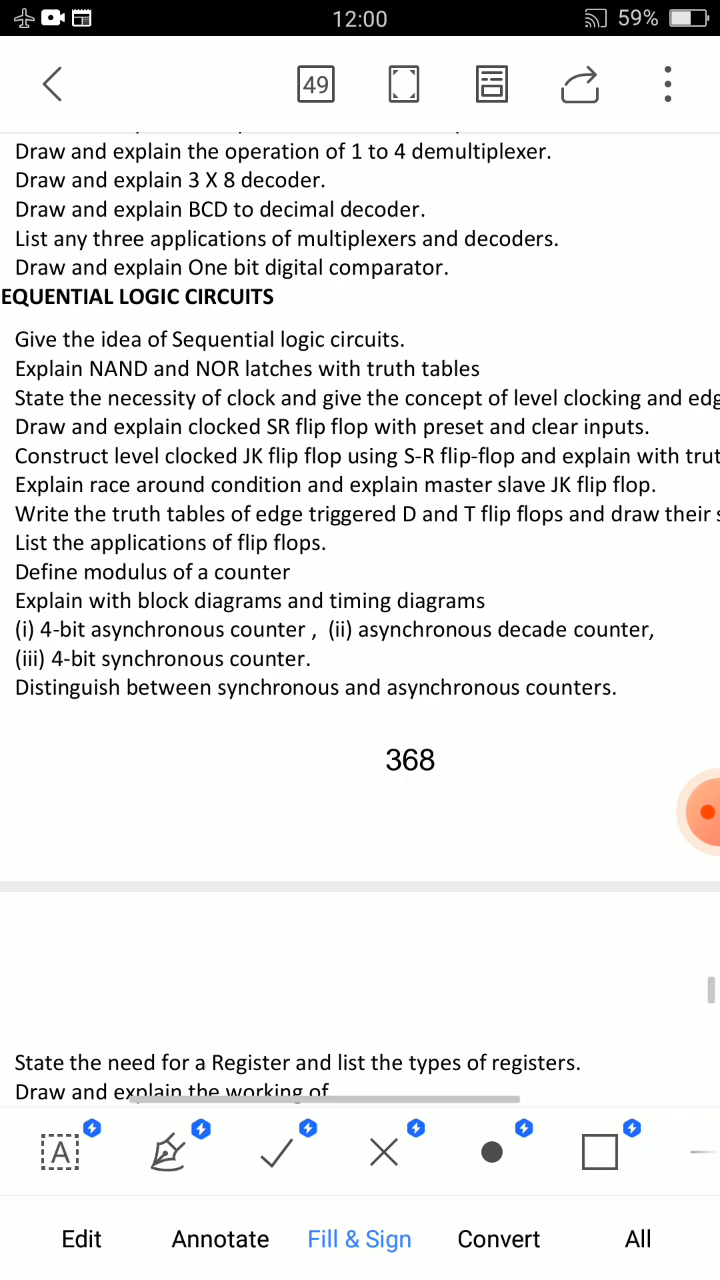 12:00
59%
49
Draw and explain the operation of 1 to 4 demultiplexer.
Draw and explain 3 X 8 decoder.
Draw and explain BCD to decimal decoder.
List any three applications of multiplexers and decoders.
Draw and explain One bit digital comparator.
EQUENTIAL LOGIC CIRCUITS
Give the idea of Sequential logic circuits.
Explain NAND and NOR latches with truth tables
State the necessity of clock and give the concept of level clocking and edg
Draw and explain clocked SR flip flop with preset and clear inputs.
Construct level clocked JK flip flop using S-R flip-flop and explain with trut
Explain race around condition and explain master slave JK flip flop.
Write the truth tables of edge triggered D and T flip flops and draw their s
List the applications of flip flops.
Define modulus of a counter
Explain with block diagrams and timing diagrams
(i) 4-bit asynchronous counter , (ii) asynchronous decade counter,
(iii) 4-bit synchronous counter.
Distinguish between synchronous and asynchronous counters.
368
State the need for a Register and list the types of registers.
Draw and explain the working of
A
Edit Annotate Fill & Sign Convert All